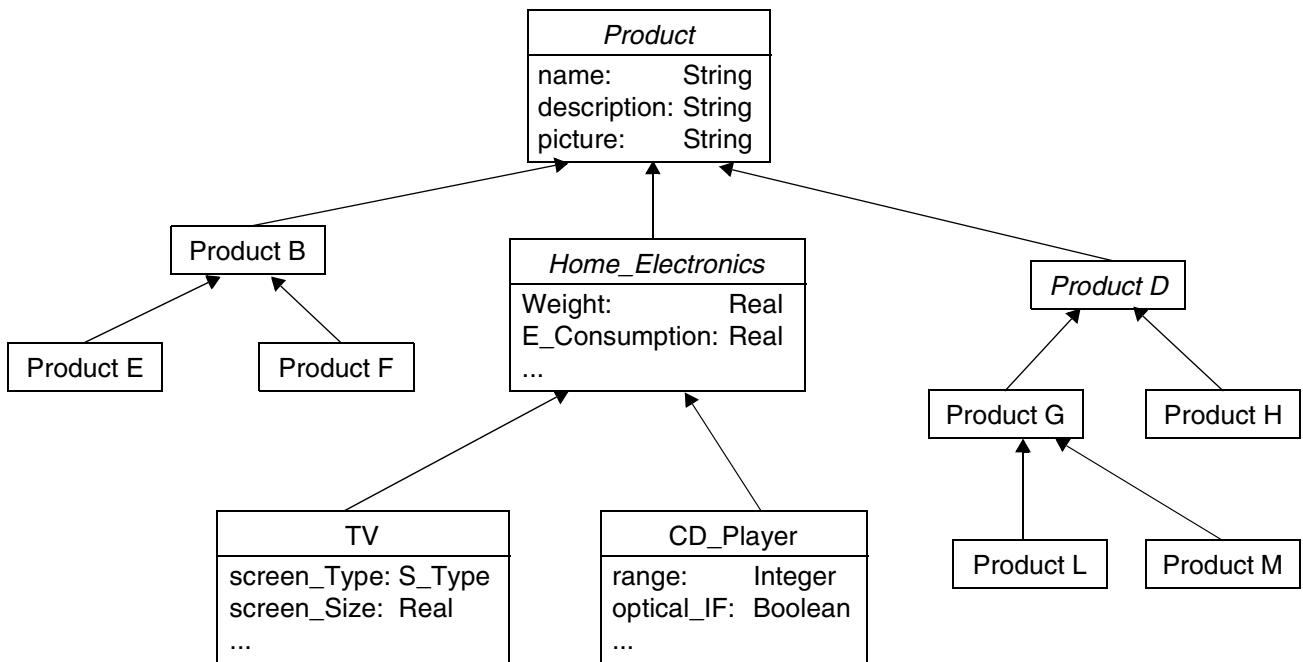 Product
name: String
description: String
picture: String
Product B
Home_Electronics
Weight: Real
E_Consumption: Real
...
Product D
Product E
Product F
Product G
Product H
TV
screen_Type: S_Type
screen_Size: Real
...
CD_Player
range: Integer
optical_IF: Boolean
...
Product L
Product M